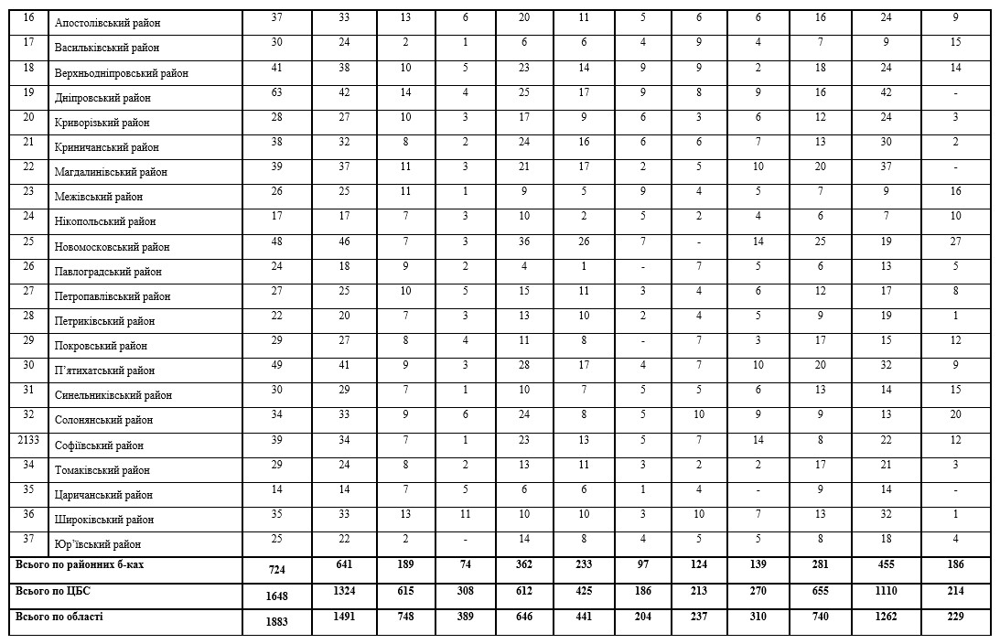 16 Апостолівський район 37 33 13 6 20 11 5 6 6 16 24 9
17 Васильківський район 30 24 2 1 6 6 4 9 4 7 9 15
18 Верхньодніпровський район 41 38 10 5 23 14 9 9 2 18 24 14
19 Дніпровський район 63 42 14 4 25 17 9 8 9 16 42 -
20 Криворізький район 28 27 10 3 17 9 6 3 6 12 24 3
21 Криничанський район 38 32 8 2 24 16 6 6 7 13 30 2
22 Магдалинівський район 39 37 11 3 21 17 2 5 10 20 37 -
23 Межівський район 26 25 11 1 9 5 9 4 5 7 9 16
24 Нікопольський район 17 17 7 3 10 2 5 2 4 6 7 10
25 Новомосковський район 48 46 7 3 36 26 7 - 14 25 19 27
26 Павлоградський район 24 18 9 2 4 1 - 7 5 6 13 5
27 Петропавлівський район 27 25 10 5 15 11 3 4 6 12 17 8
28 Петриківський район 22 20 7 3 13 10 2 4 5 9 19 1
29 Покровський район 29 27 8 4 11 8 - 7 3 17 15 12
30 П’ятихатський район 49 41 9 3 28 17 4 7 10 20 32 9
31 Синельниківський район 30 29 7 1 10 7 5 5 6 13 14 15
32 Солонянський район 34 33 9 6 24 8 5 10 9 9 13 20
2133 Софіївський район 39 34 7 1 23 13 5 7 14 8 22 12
34 Томаківський район 29 24 8 2 13 11 3 2 2 17 21 3
35 Царичанський район 14 14 7 5 6 6 1 4 - 9 14 -
36 Широківський район 35 33 13 11 10 10 3 10 7 13 32 1
37 Юр’ївський район 25 22 2 - 14 8 4 5 5 8 18 4
Всього по районних б-ках 724 641 189 74 362 233 97 124 139 281 455 186
Всього по ЦБС 1648 1324 615 308 612 425 186 213 270 655 1110 214
Всього по області 1883 1491 748 389 646 441 204 237 310 740 1262 229